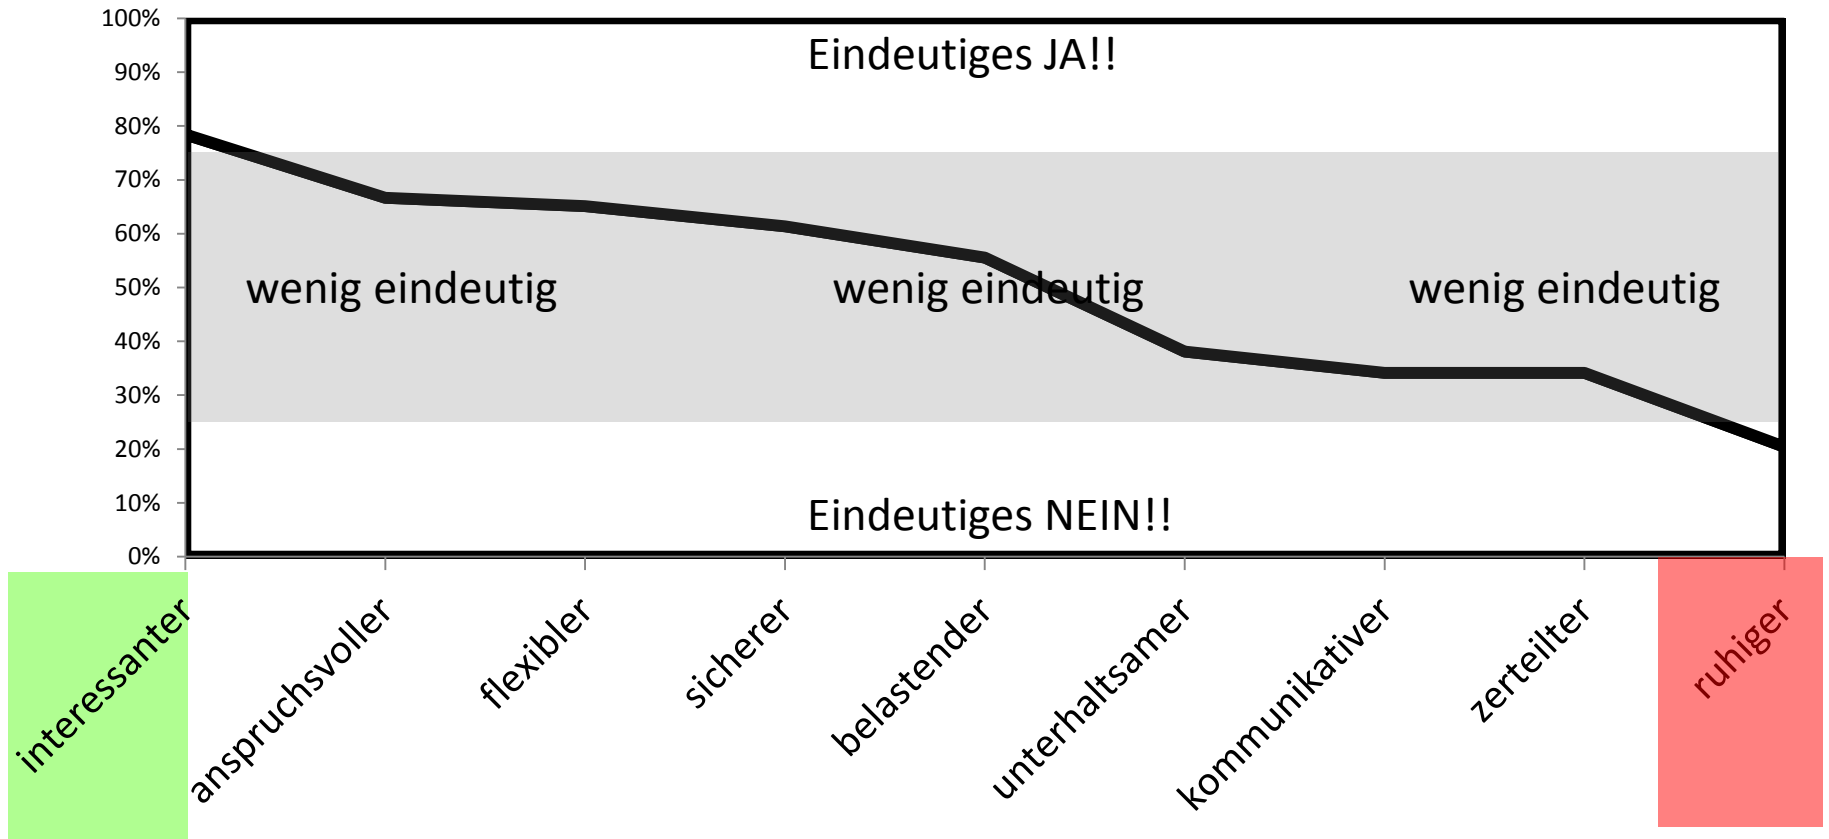 100%
90%
80%
70%
60%
50%
40%
30%
20%
10%
0%
Eindeutiges JA!!
wenig eindeutig
wenig eindeutig
wenig eindeutig
Eindeutiges NEIN!!
interessanter
anspruchsvoller
flexibler
sicherer
belastender
unterhaltsamer
kommunikativer
zerteilter
ruhiger